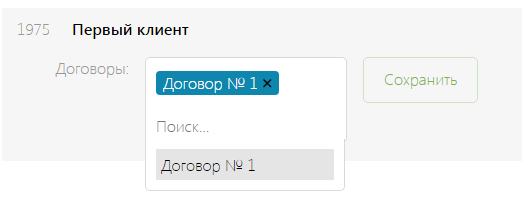 1975 Первый клиент
Договоры:
Договор № 1 ×
Сохранить
Поиск...
Договор № 1